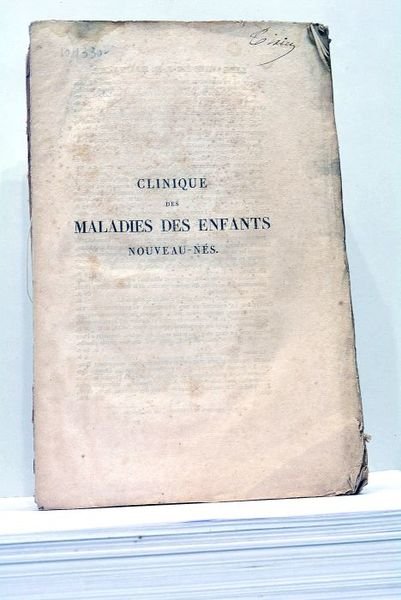 CLINIQUE
DES
MALADIES DES ENFANTS
NOUVEAU-NÉS.